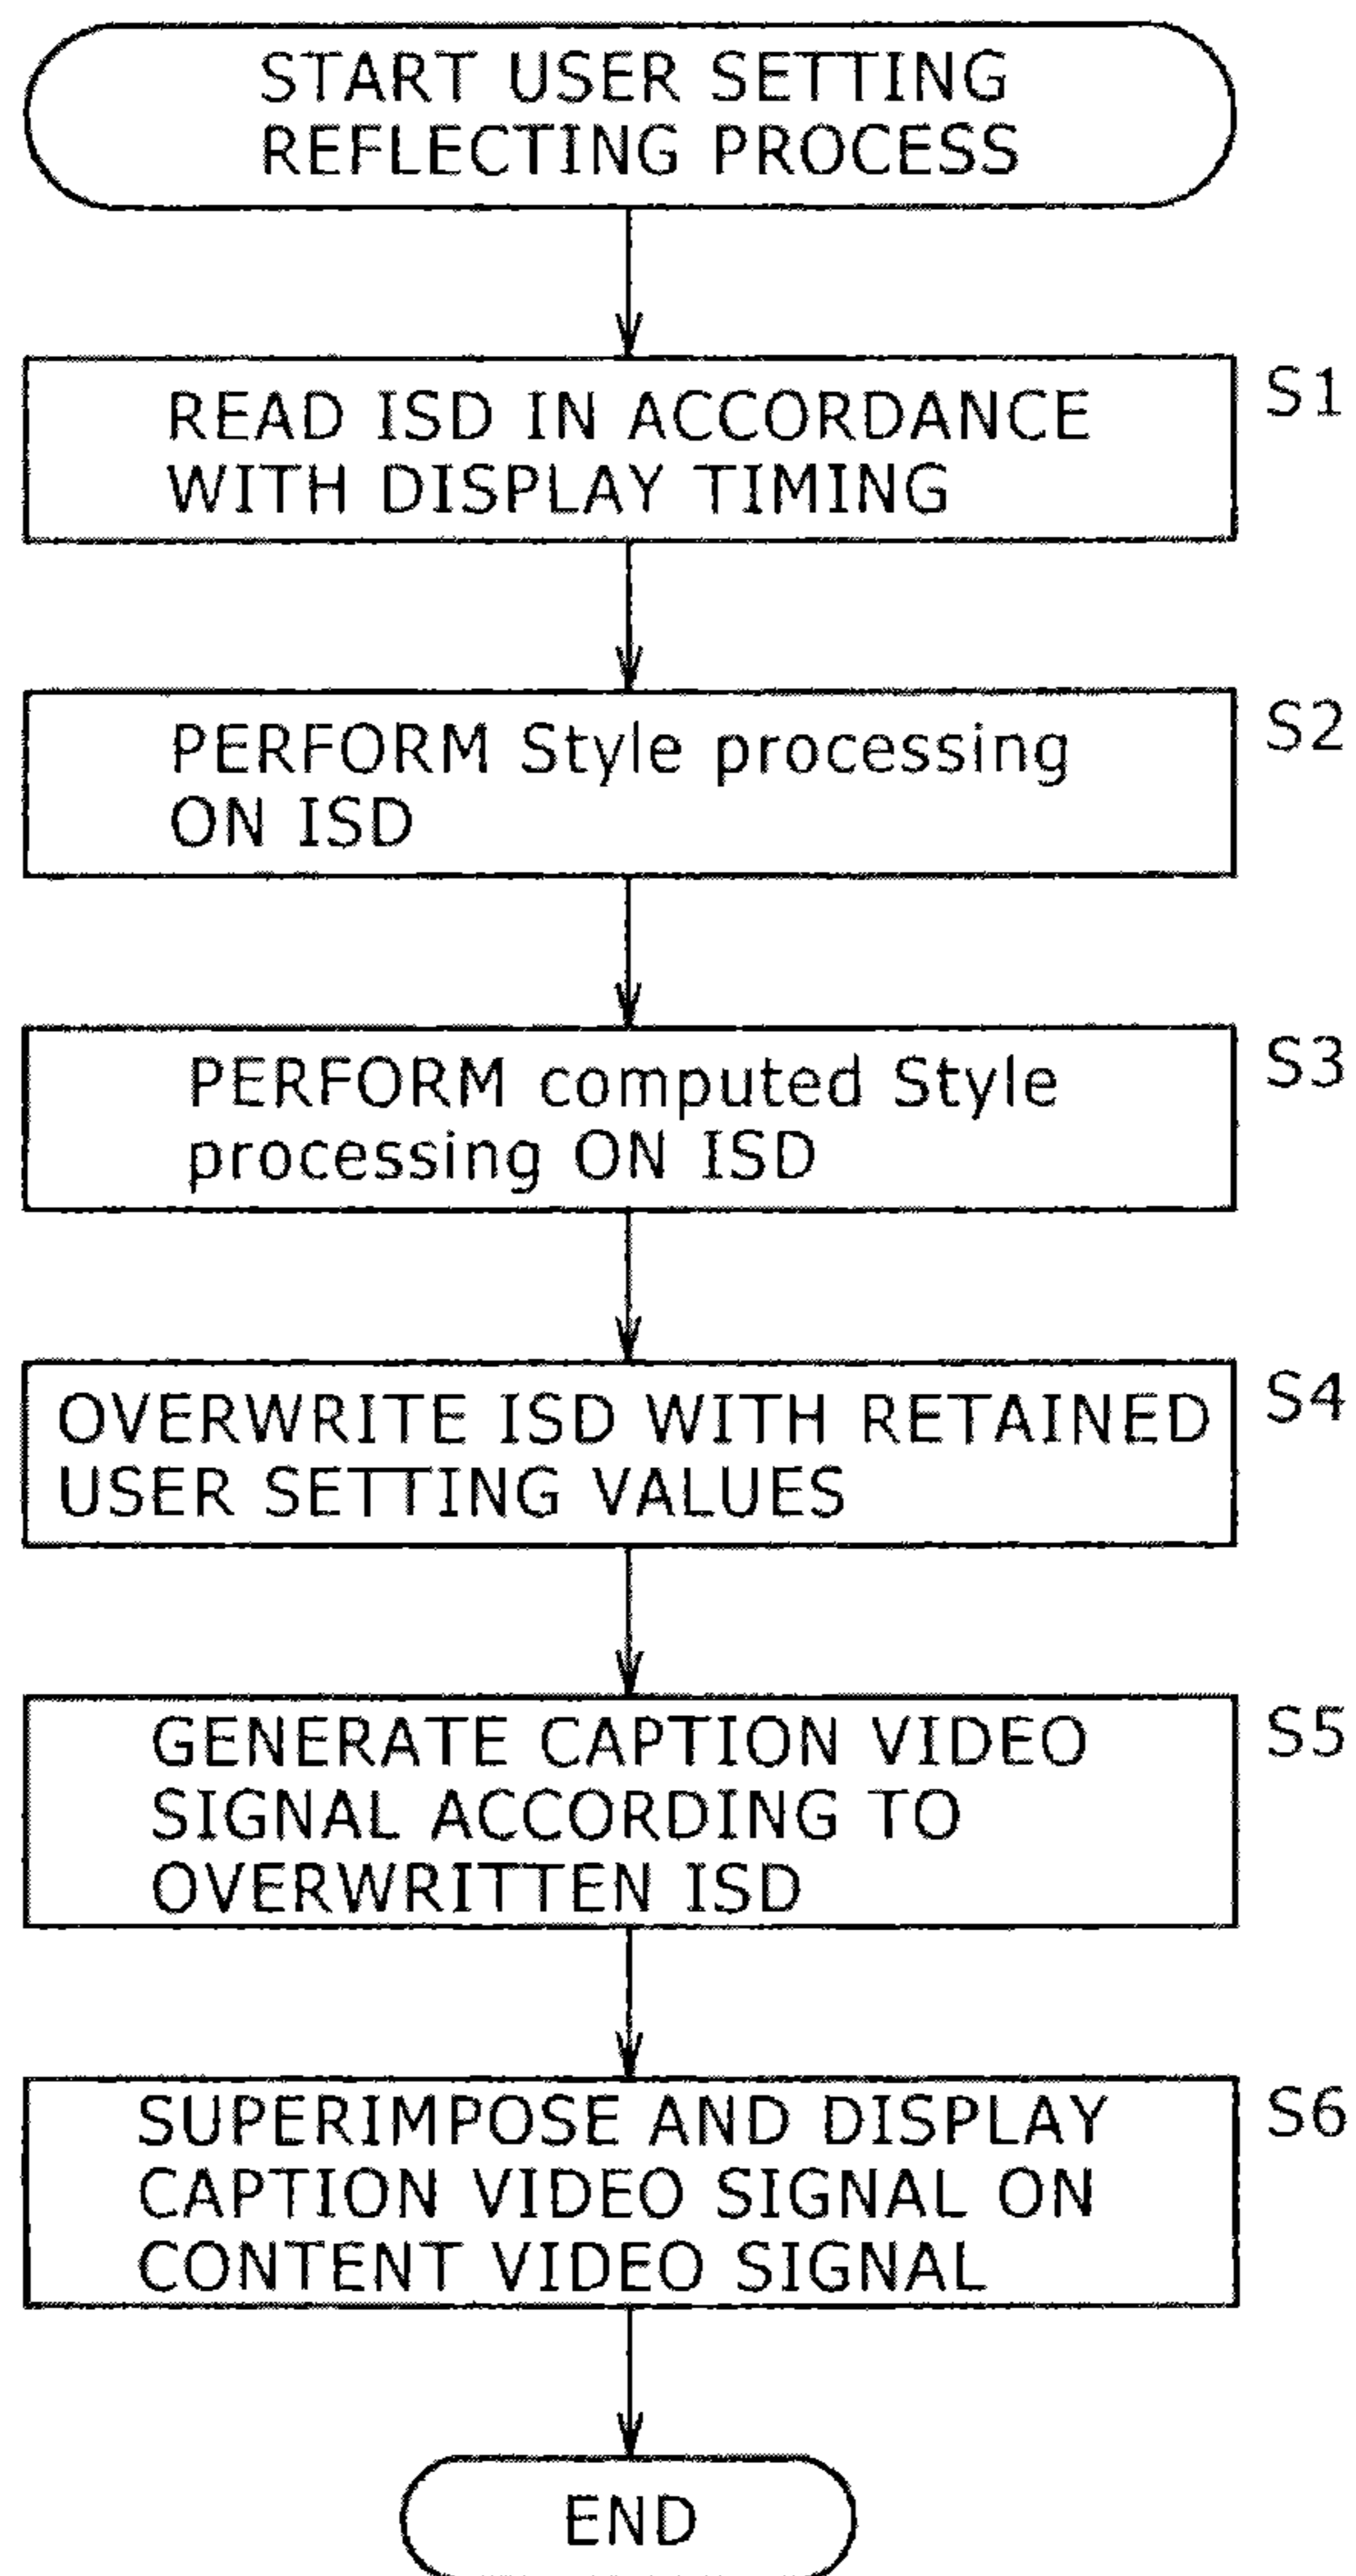 START USER SETTING
REFLECTING PROCESS
READ ISD IN ACCORDANCE
WITH DISPLAY TIMING
S1
PERFORM Style processing
ON ISD
S2
PERFORM computed Style
processing ON ISD
S3
OVERWRITE ISD WITH RETAINED
USER SETTING VALUES
S4
GENERATE CAPTION VIDEO
SIGNAL ACCORDING TO
OVERWRITTEN ISD
S5
SUPERIMPOSE AND DISPLAY
CAPTION VIDEO SIGNAL ON
CONTENT VIDEO SIGNAL
S6
END